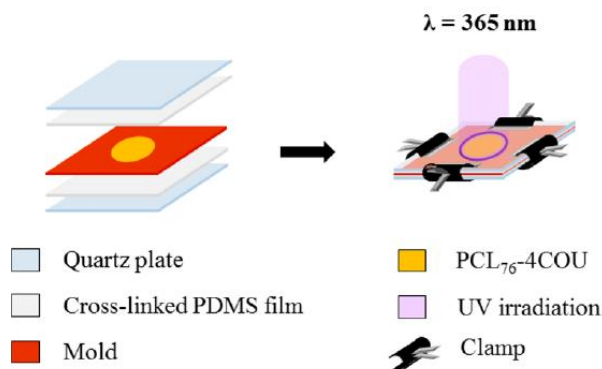 λ = 365 nm
Quartz plate
Cross-linked PDMS film
Mold
PCL₇₆-4COU
UV irradiation
Clamp